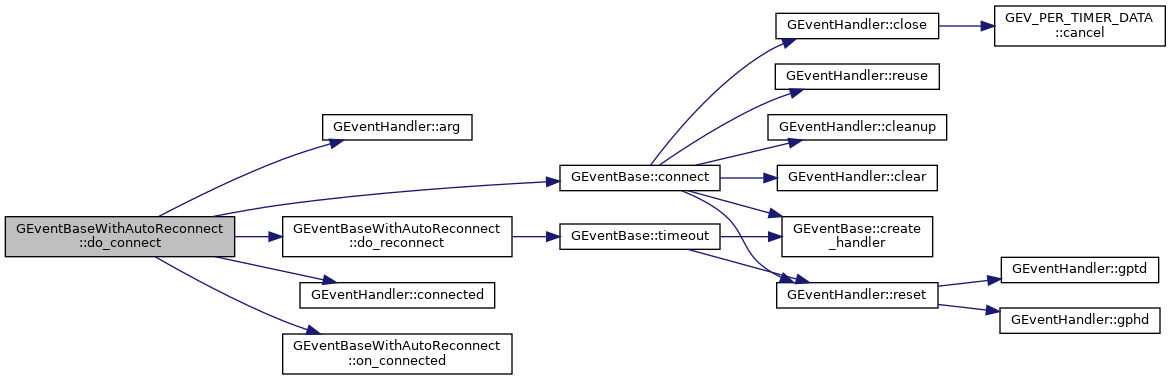 GEventBaseWithAutoReconnect
::do_connect
GEventHandler::arg
GEventBase::connect
GEventBaseWithAutoReconnect
::do_reconnect
GEventHandler::connected
GEventBaseWithAutoReconnect
::on_connected
GEventBase::timeout
GEventHandler::close
GEventHandler::reuse
GEventHandler::cleanup
GEventHandler::clear
GEventBase::create
_handler
GEventHandler::reset
GEV_PER_TIMER_DATA
::cancel
GEventHandler::gptd
GEventHandler::gphd